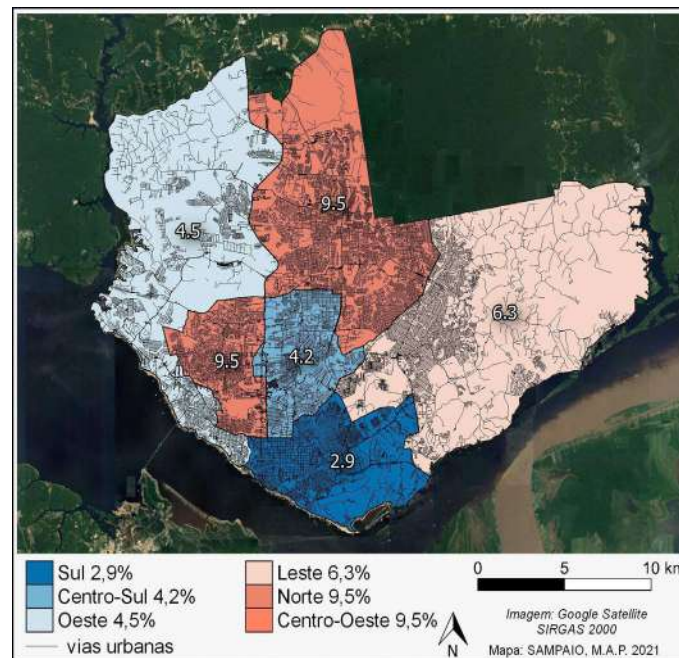 9.5
4.5
6.3
9.5
4.2
2.9
Sul 2,9%
Centro-Sul 4,2%
Oeste 4,5%
vias urbanas
Leste 6,3%
Norte 9,5%
Centro-Oeste 9,5%
0 5 10 km
N
Imagem: Google Satellite
SIRGAS 2000
Mapa: SAMPAIO, M.A.P. 2021